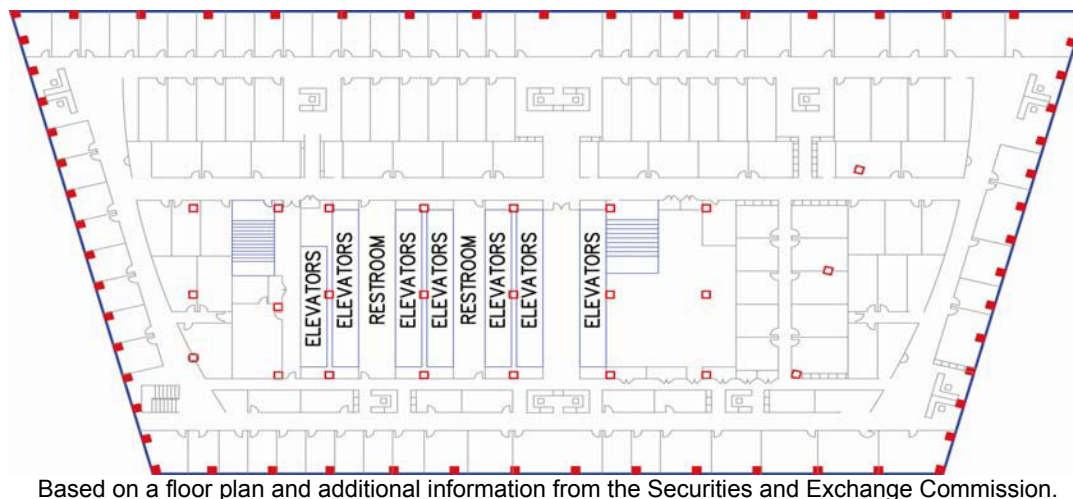 ELEVATORS
ELEVATORS
RESTROOM
ELEVATORS
ELEVATORS
RESTROOM
ELEVATORS
ELEVATORS
ELEVATORS
Based on a floor plan and additional information from the Securities and Exchange Commission.